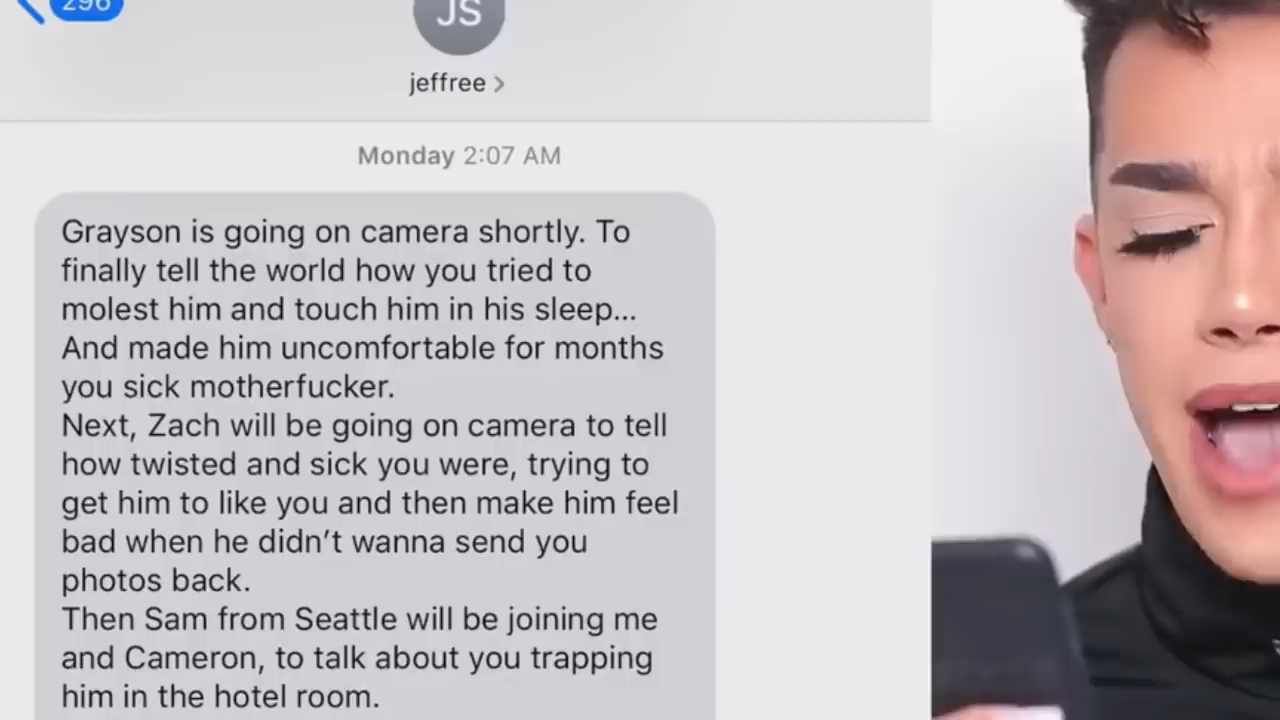 296
JS
jeffree >
Monday 2:07 AM
Grayson is going on camera shortly. To
finally tell the world how you tried to
molest him and touch him in his sleep...
And made him uncomfortable for months
you sick motherfucker.
Next, Zach will be going on camera to tell
how twisted and sick you were, trying to
get him to like you and then make him feel
bad when he didn’t wanna send you
photos back.
Then Sam from Seattle will be joining me
and Cameron, to talk about you trapping
him in the hotel room.